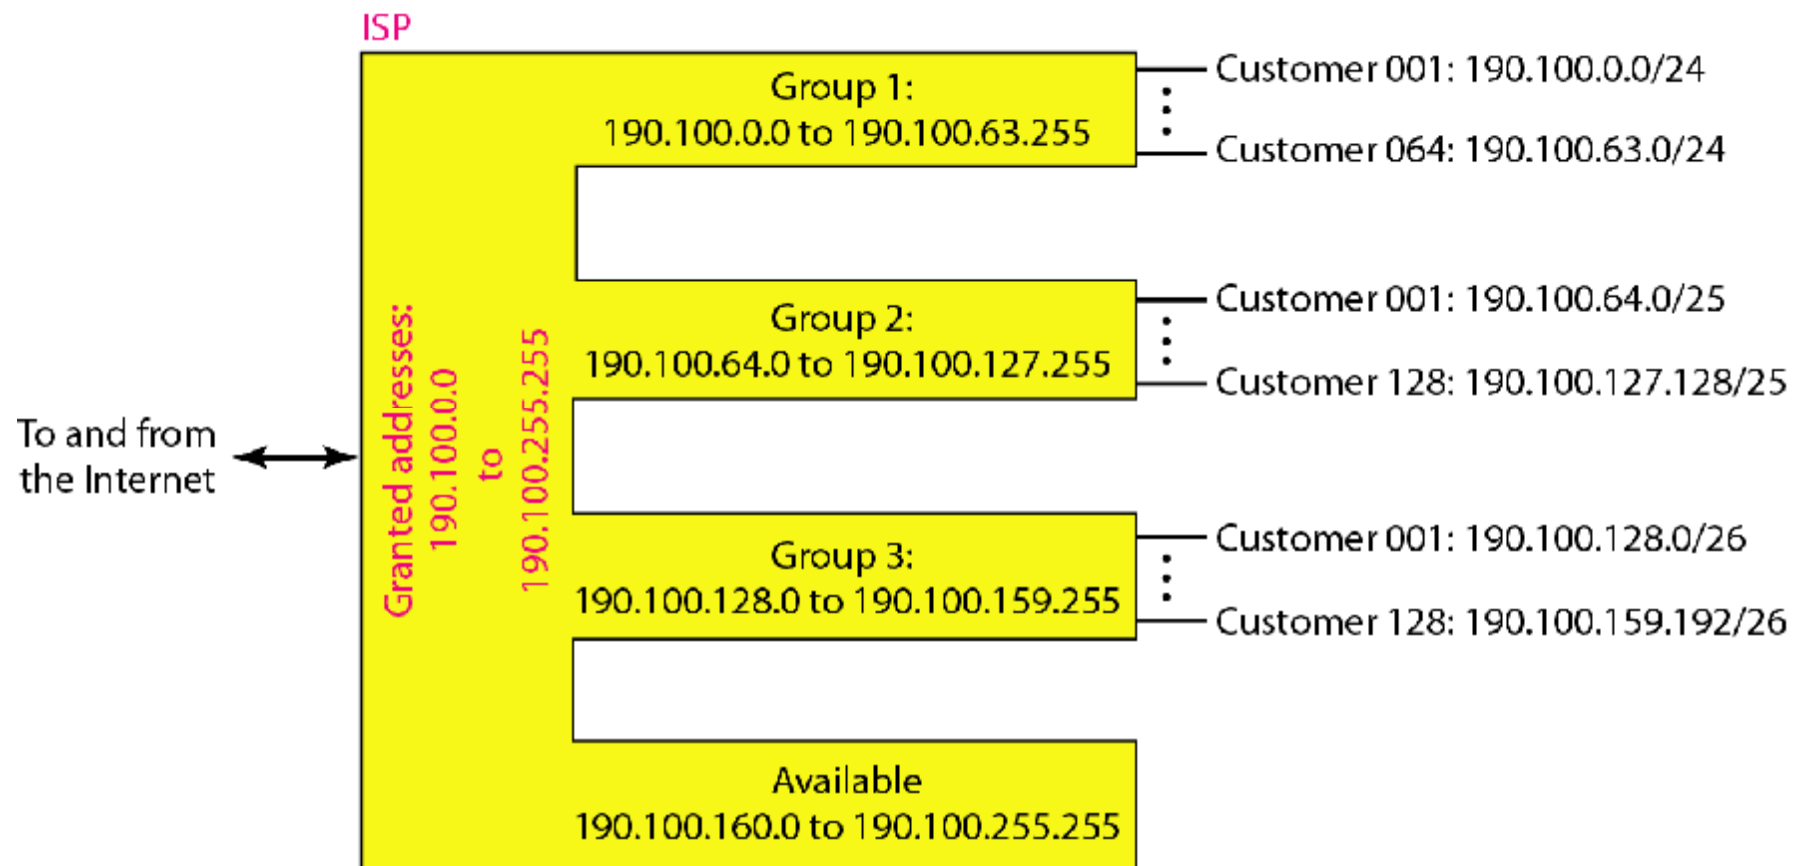 ISP
Group 1:
190.100.0.0 to 190.100.63.255
Customer 001: 190.100.0.0/24
Customer 064: 190.100.63.0/24
Group 2:
190.100.64.0 to 190.100.127.255
Customer 001: 190.100.64.0/25
Customer 128: 190.100.127.128/25
To and from
the Internet
Granted addresses:
190.100.0.0
to
190.100.255.255
Group 3:
190.100.128.0 to 190.100.159.255
Customer 001: 190.100.128.0/26
Customer 128: 190.100.159.192/26
Available
190.100.160.0 to 190.100.255.255